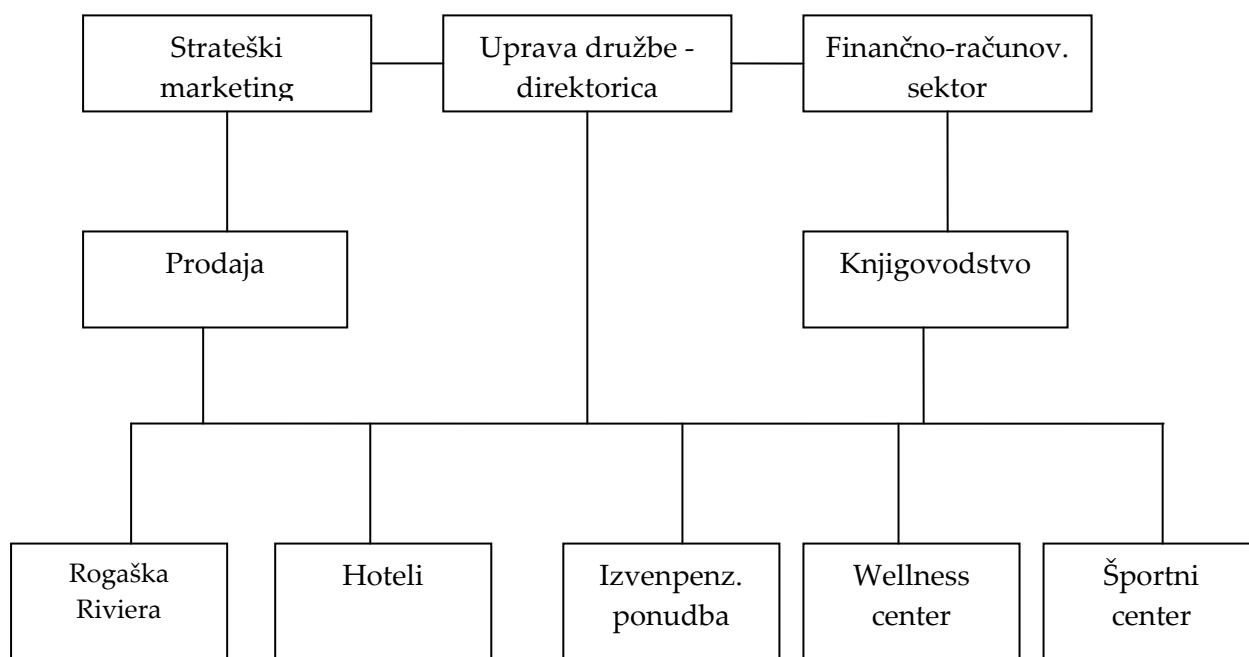 Strateški
marketing
Uprava družbe -
direktorica
Finančno-računov.
sektor
Prodaja
Knjigovodstvo
Rogaška
Riviera
Hoteli
Izvenpenz.
ponudba
Wellness
center
Športni
center